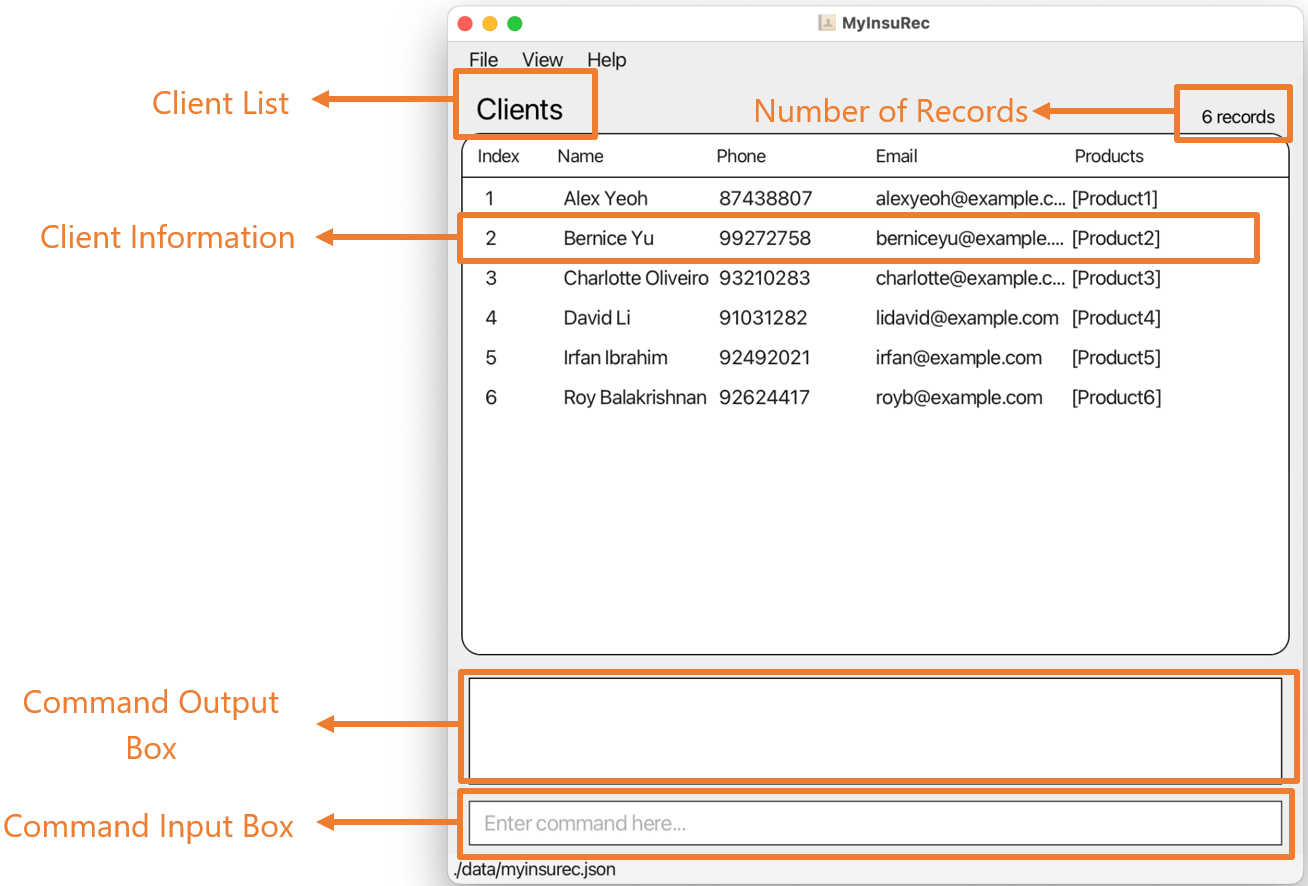 MyInsuRec
File View Help
Client List
Clients
Number of Records
6 records
Index Name Phone Email Products
1 Alex Yeoh 87438807 alexyeoh@example.c... [Product1]
Client Information
2 Bernice Yu 99272758 berniceyu@example.... [Product2]
3 Charlotte Oliveiro 93210283 charlotte@example.c... [Product3]
4 David Li 91031282 lidavid@example.com [Product4]
5 Irfan Ibrahim 92492021 irfan@example.com [Product5]
6 Roy Balakrishnan 92624417 royb@example.com [Product6]
Command Output
Box
Command Input Box
Enter command here...
./data/myinsurec.json